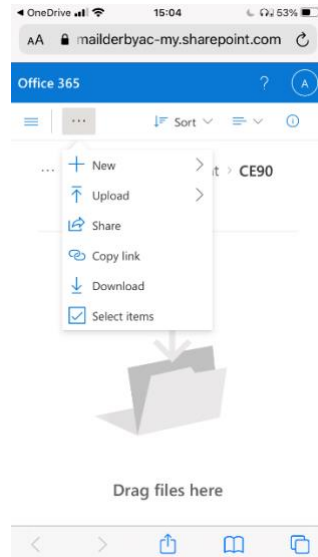 OneDrive 15:04 53%
AA mailderbyac-my.sharepoint.com
Office 365 ? A
... Sort
... t > CE90
New
Upload
Share
Copy link
Download
Select items
Drag files here